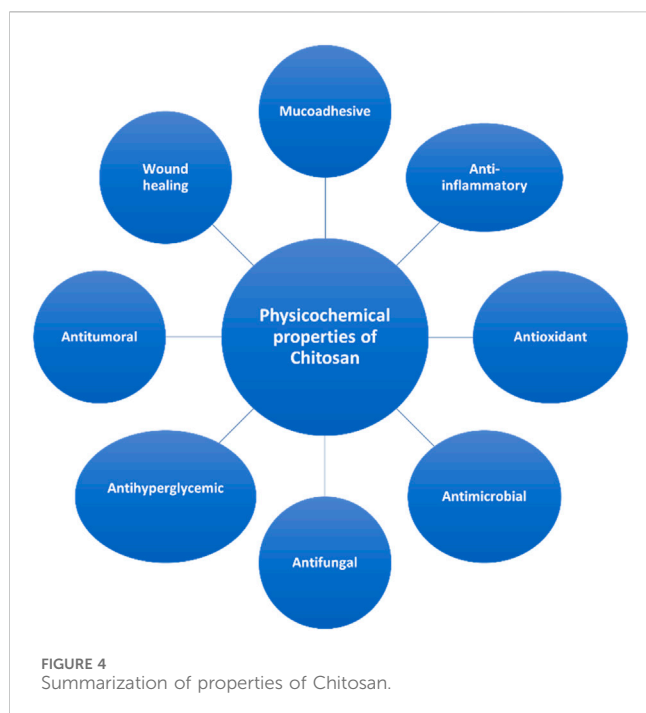 Mucoadhesive
Wound
healing
Anti-
inflammatory
Physicochemical
properties of
Chitosan
Antitumoral
Antioxidant
Antihyperglycemic
Antimicrobial
Antifungal
FIGURE 4
Summarization of properties of Chitosan.